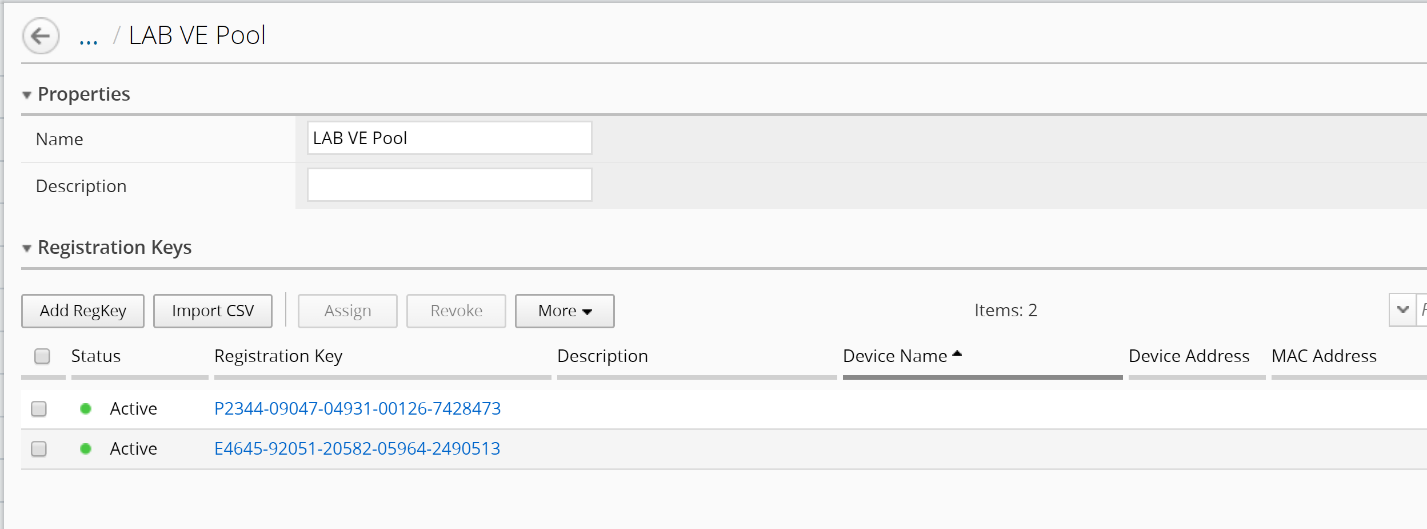 ... / LAB VE Pool
Properties
Name LAB VE Pool
Description
Registration Keys
Add RegKey Import CSV Assign Revoke More Items: 2
Status Registration Key Description Device Name Device Address MAC Address
Active P2344-09047-04931-00126-7428473
Active E4645-92051-20582-05964-2490513